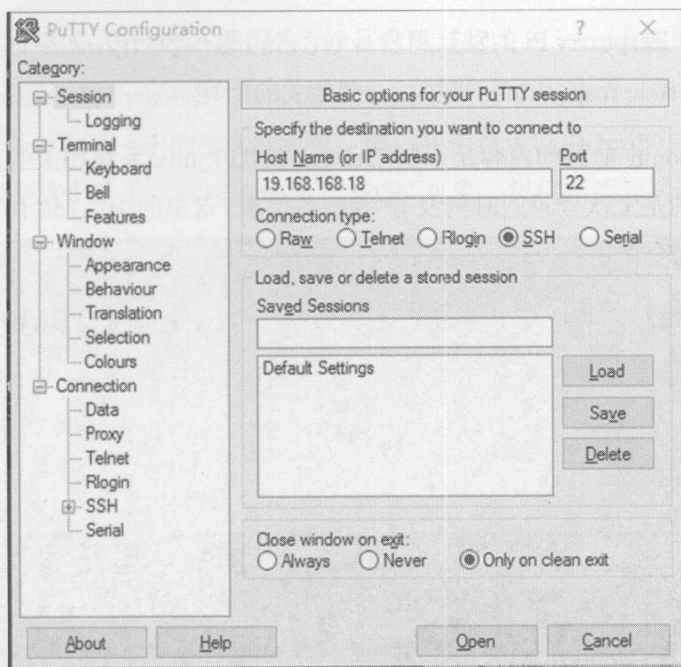 PuTTY Configuration
?
×
Category:
Session
Logging
Terminal
Keyboard
Bell
Features
Window
Appearance
Behaviour
Translation
Selection
Colours
Connection
Data
Proxy
Telnet
Rlogin
SSH
Serial
Basic options for your PuTTY session
Specify the destination you want to connect to
Host Name (or IP address)
Port
19.168.168.18
22
Connection type:
Raw
Telnet
Rlogin
SSH
Serial
Load, save or delete a stored session
Saved Sessions
Default Settings
Load
Save
Delete
Close window on exit:
Always
Never
Only on clean exit
About
Help
Open
Cancel